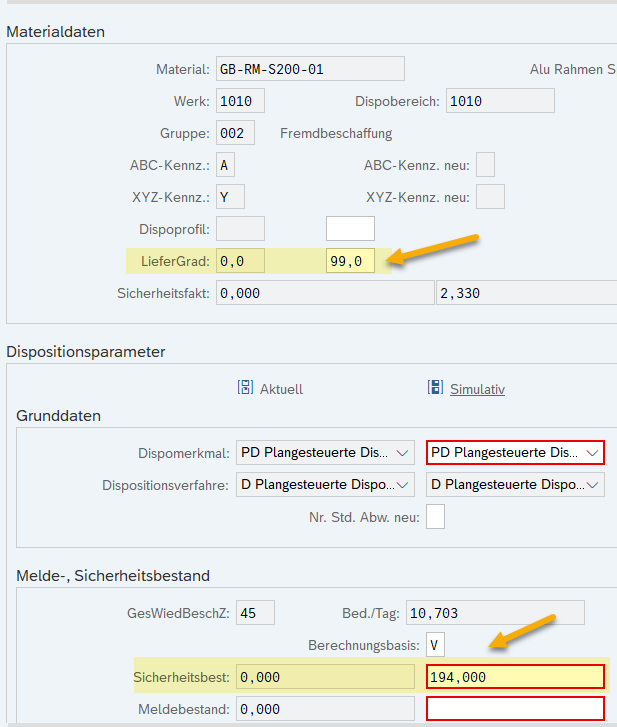 Materialdaten
Material: GB-RM-S200-01 Alu Rahmen S
Werk: 1010 Dispobereich: 1010
Gruppe: 002 Fremdbeschaffung
ABC-Kennz.: A ABC-Kennz. neu:
XYZ-Kennz.: Y XYZ-Kennz. neu:
Dispoprofil:
LieferGrad: 0,0 99,0
Sicherheitsfakt: 0,000 2,330
Dispositionsparameter
Aktuell Simulativ
Grunddaten
Dispomerkmal: PD Plangesteuerte Dis... PD Plangesteuerte Dis...
Dispositionsverfahre: D Plangesteuerte Dispo... D Plangesteuerte Dispo...
Nr. Std. Abw. neu:
Melde-, Sicherheitsbestand
GesWiedBeschZ: 45 Bed./Tag: 10,703
Berechnungsbasis: V
Sicherheitsbest: 0,000 194,000
Meldebestand: 0,000